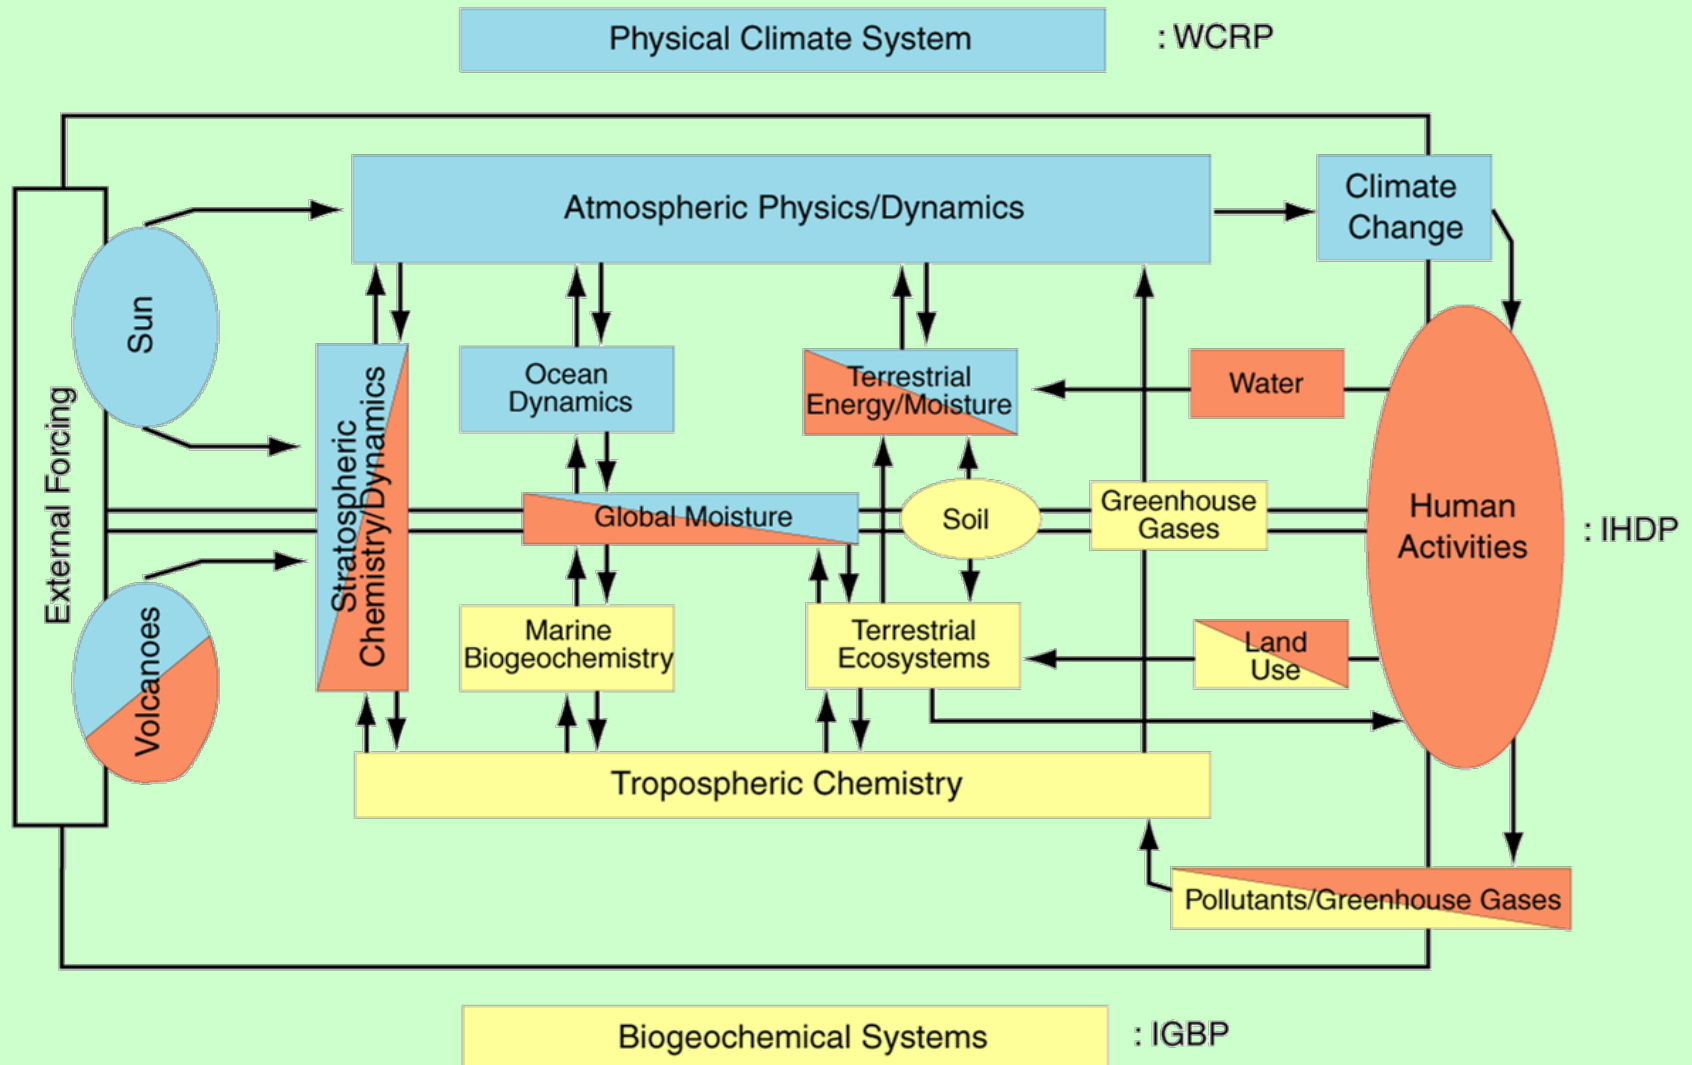 Physical Climate System
: WCRP
Atmospheric Physics/Dynamics
Climate
Change
Sun
External Forcing
Stratospheric
Chemistry/Dynamics
Ocean
Dynamics
Terrestrial
Energy/Moisture
Water
Global Moisture
Soil
Greenhouse
Gases
Human
Activities
: IHDP
Volcanoes
Marine
Biogeochemistry
Terrestrial
Ecosystems
Land
Use
Tropospheric Chemistry
Pollutants/Greenhouse Gases
Biogeochemical Systems
: IGBP